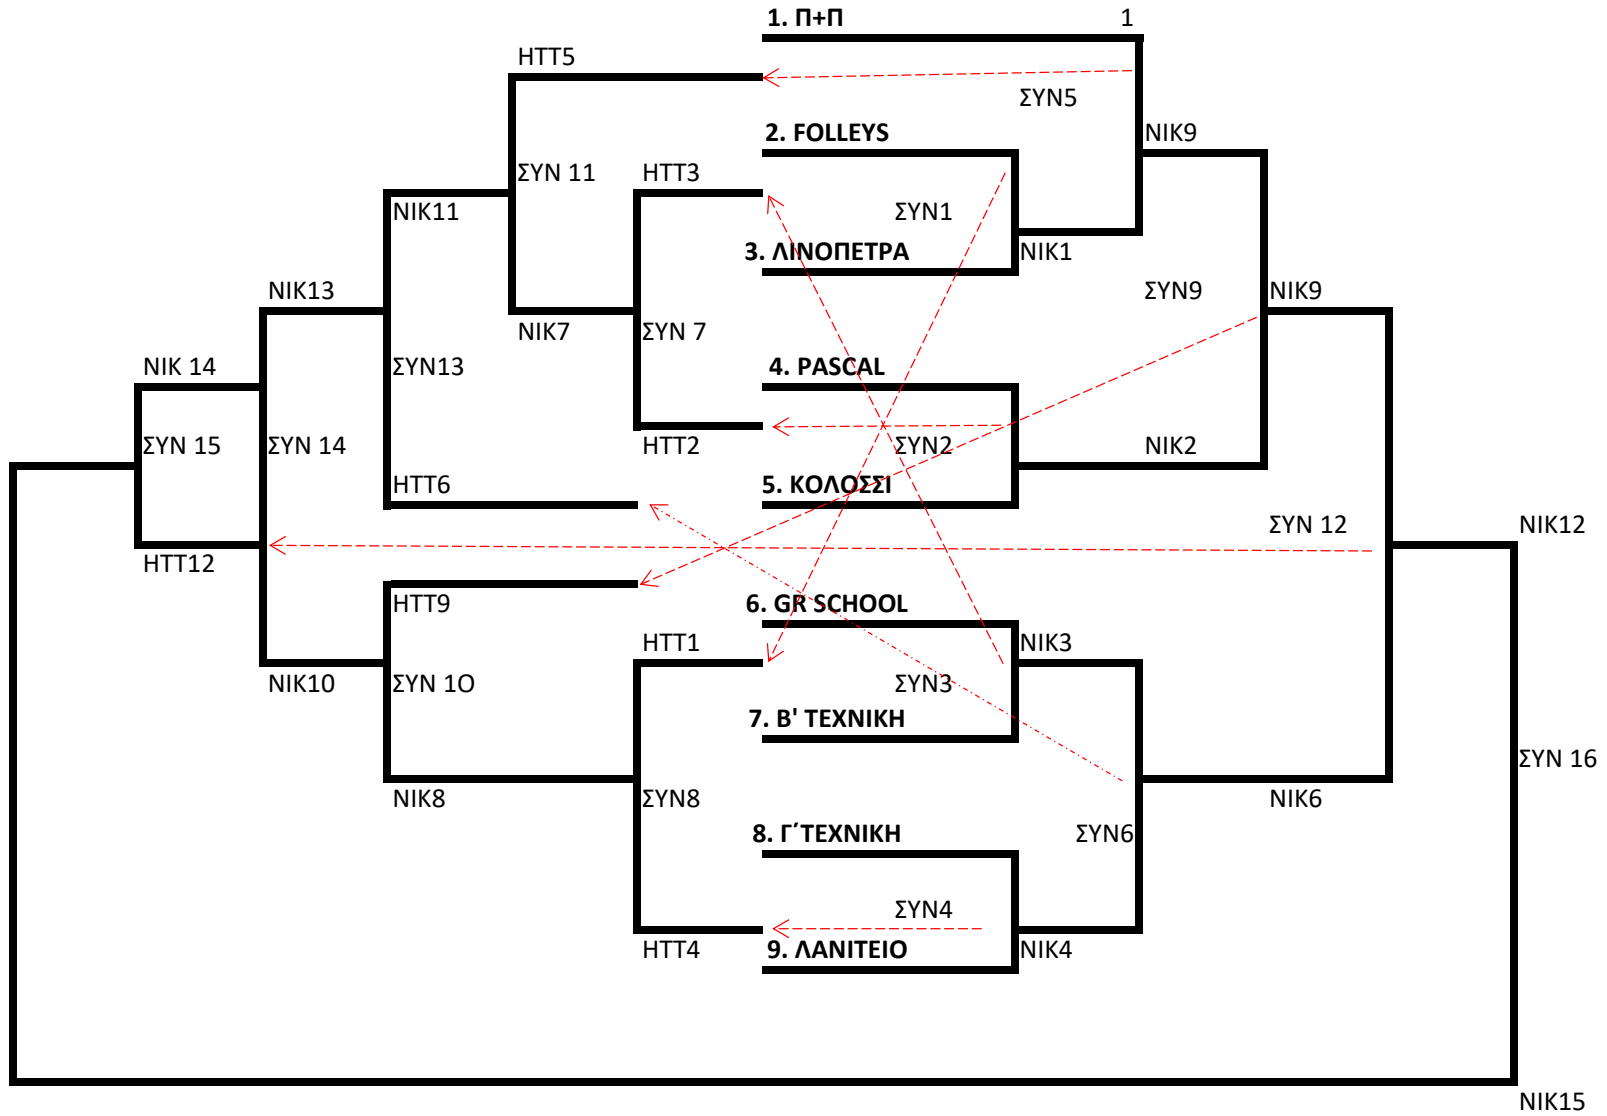 1. Π+Π 1
ΗΤΤ5
ΣΥΝ5
2. FOLLEYS ΝΙΚ9
ΣΥΝ 11 ΗΤΤ3
ΝΙΚ11 ΣΥΝ1
3. ΛΙΝΟΠΕΤΡΑ ΝΙΚ1
ΝΙΚ13 ΣΥΝ9 ΝΙΚ9
ΝΙΚ7 ΣΥΝ 7
ΝΙΚ 14 ΣΥΝ13 4. PASCAL
ΣΥΝ 15 ΣΥΝ 14 ΗΤΤ2 ΣΥΝ2 ΝΙΚ2
ΗΤΤ6 5. ΚΟΛΟΣΣΙ
ΣΥΝ 12 ΝΙΚ12
ΗΤΤ12
ΗΤΤ9 6. GR SCHOOL
ΗΤΤ1 ΝΙΚ3
ΝΙΚ10 ΣΥΝ 1Ο ΣΥΝ3
7. Β' ΤΕΧΝΙΚΗ
ΣΥΝ 16
ΝΙΚ8 ΣΥΝ8 ΝΙΚ6
8. Γ΄ΤΕΧΝΙΚΗ ΣΥΝ6
ΣΥΝ4
ΗΤΤ4 9. ΛΑΝΙΤΕΙΟ ΝΙΚ4
ΝΙΚ15